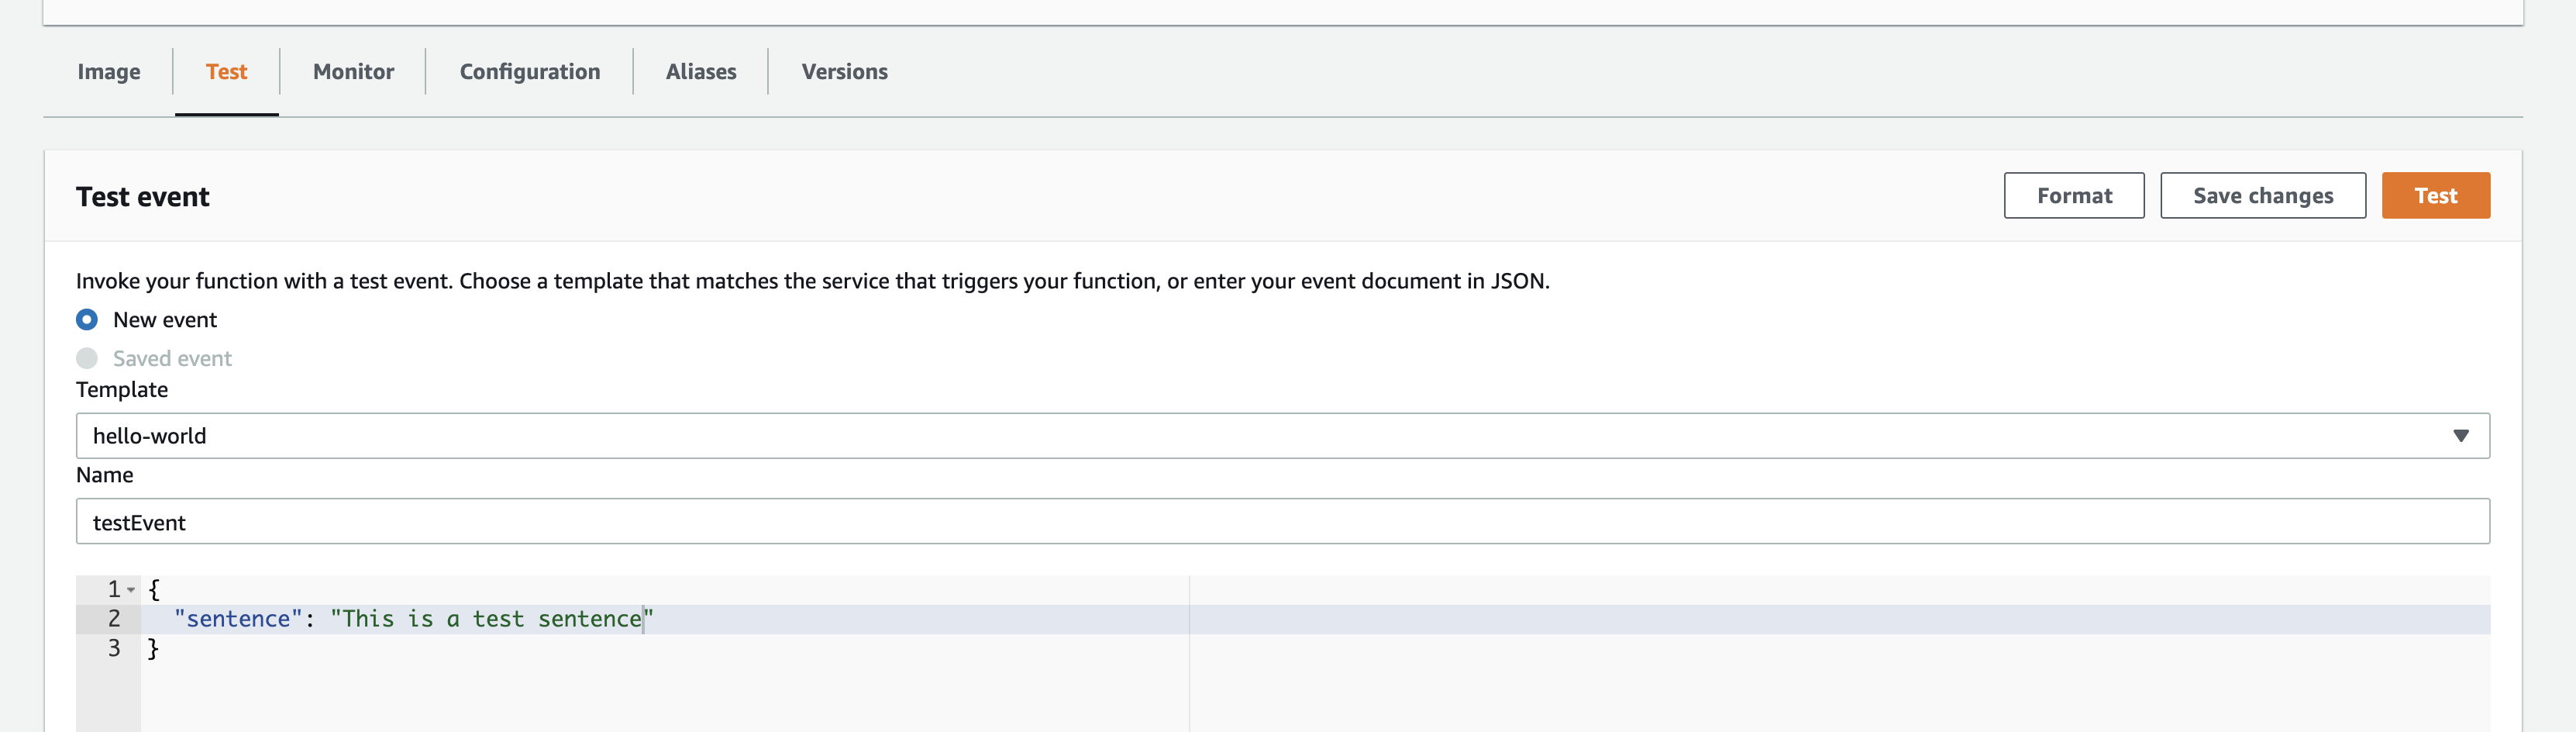 Image Test Monitor Configuration Aliases Versions
Test event Format Save changes Test
Invoke your function with a test event. Choose a template that matches the service that triggers your function, or enter your event document in JSON.
New event
Saved event
Template
hello-world
Name
testEvent
1 {
2 "sentence": "This is a test sentence"
3 }